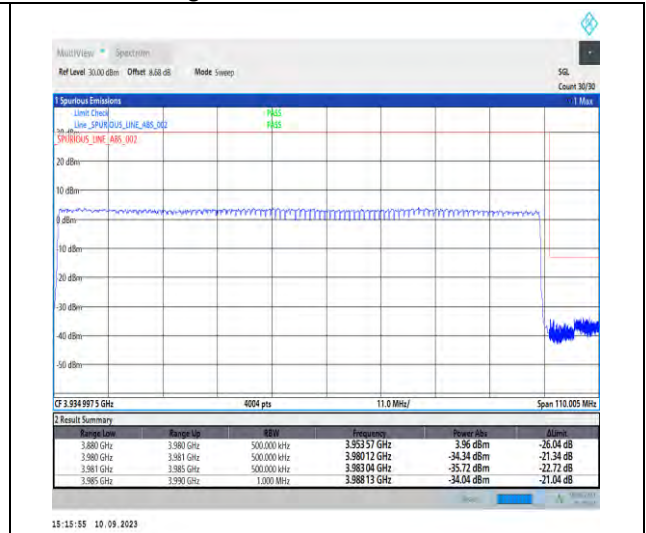 MultiView Spectrum
Ref Level 30.00 dBm Offset 8.68 dB Mode Sweep SGL
Count 30/30
1 Spurious Emissions 1 Max
Limit Check PASS
Line _SPURIOUS_LINE_ABS_002 PASS
30 dBm
_SPURIOUS_LINE_ABS_002
20 dBm
10 dBm
0 dBm
-10 dBm
-20 dBm
-30 dBm
-40 dBm
-50 dBm
CF 3.934 997 5 GHz 4004 pts 11.0 MHz/ Span 110.005 MHz
2 Result Summary
Range Low Range Up RBW Frequency Power Abs ΔLimit
3.880 GHz 3.980 GHz 500.000 kHz 3.953 57 GHz 3.96 dBm -26.04 dB
3.980 GHz 3.981 GHz 500.000 kHz 3.980 12 GHz -34.34 dBm -21.34 dB
3.981 GHz 3.985 GHz 500.000 kHz 3.983 04 GHz -35.72 dBm -22.72 dB
3.985 GHz 3.990 GHz 1.000 MHz 3.988 13 GHz -34.04 dBm -21.04 dB
15:15:55 10.09.2023